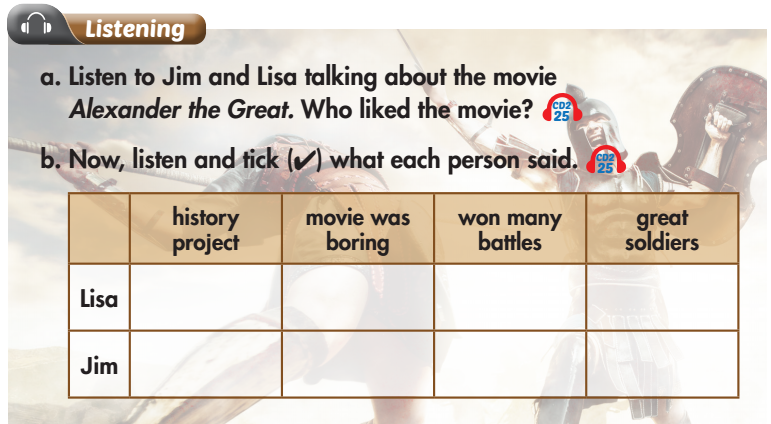 Listening
a. Listen to Jim and Lisa talking about the movie
Alexander the Great. Who liked the movie? CD2 25
b. Now, listen and tick (✔) what each person said. CD2 25
history project
movie was boring
won many battles
great soldiers
Lisa
Jim